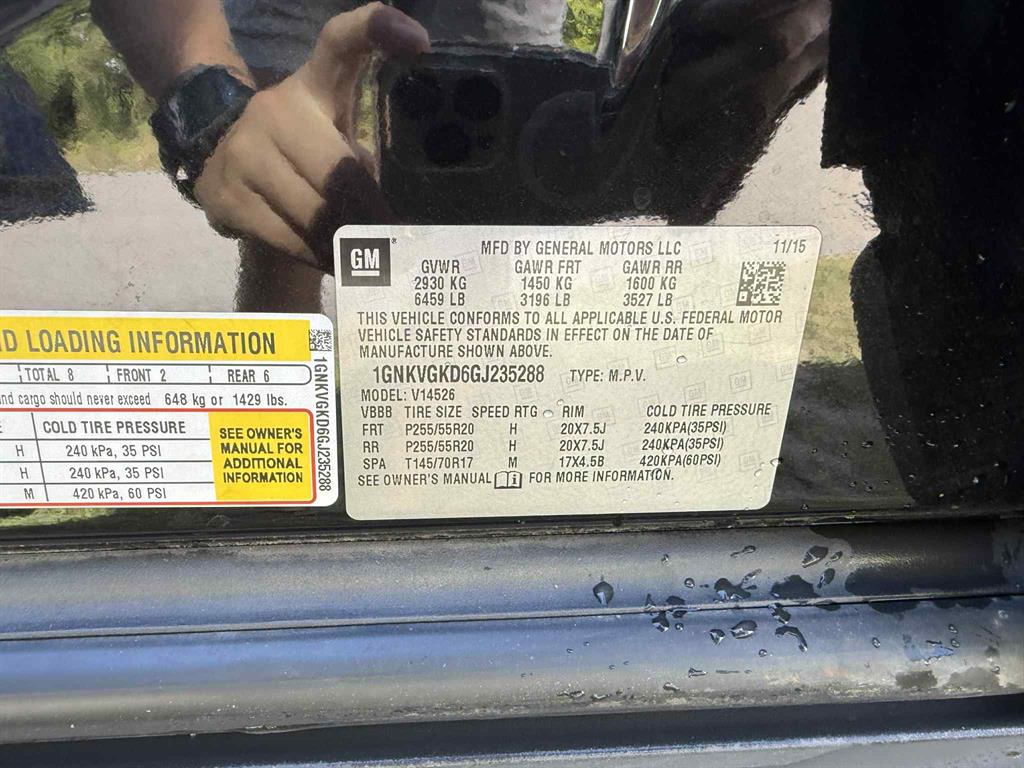 GM®
MFD BY GENERAL MOTORS LLC 11/15
GVWR GAWR FRT GAWR RR
2930 KG 1450 KG 1600 KG
6459 LB 3196 LB 3527 LB
THIS VEHICLE CONFORMS TO ALL APPLICABLE U.S. FEDERAL MOTOR
VEHICLE SAFETY STANDARDS IN EFFECT ON THE DATE OF
MANUFACTURE SHOWN ABOVE.
1GNKVGKD6GJ235288 TYPE: M.P.V.
MODEL: V14526
VBBB TIRE SIZE SPEED RTG RIM COLD TIRE PRESSURE
FRT P255/55R20 H 20X7.5J 240KPA(35PSI)
RR P255/55R20 H 20X7.5J 240KPA(35PSI)
SPA T145/70R17 M 17X4.5B 420KPA(60PSI)
SEE OWNER'S MANUAL FOR MORE INFORMATION.
LOADING INFORMATION
TOTAL 8 FRONT 2 REAR 6
cargo should never exceed 648 kg or 1429 lbs.
COLD TIRE PRESSURE
H 240 kPa, 35 PSI
H 240 kPa, 35 PSI
M 420 kPa, 60 PSI
SEE OWNER'S
MANUAL FOR
ADDITIONAL
INFORMATION
1GNKVGKD6GJ235288